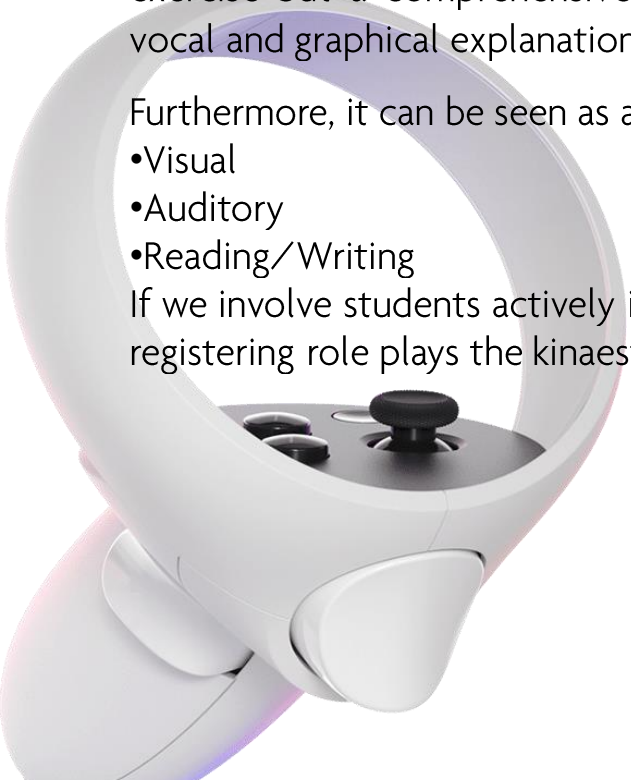 vocal and graphical explanation
Furthermore, it can be seen as a
•Visual
•Auditory
•Reading/Writing
If we involve students actively
registering role plays the